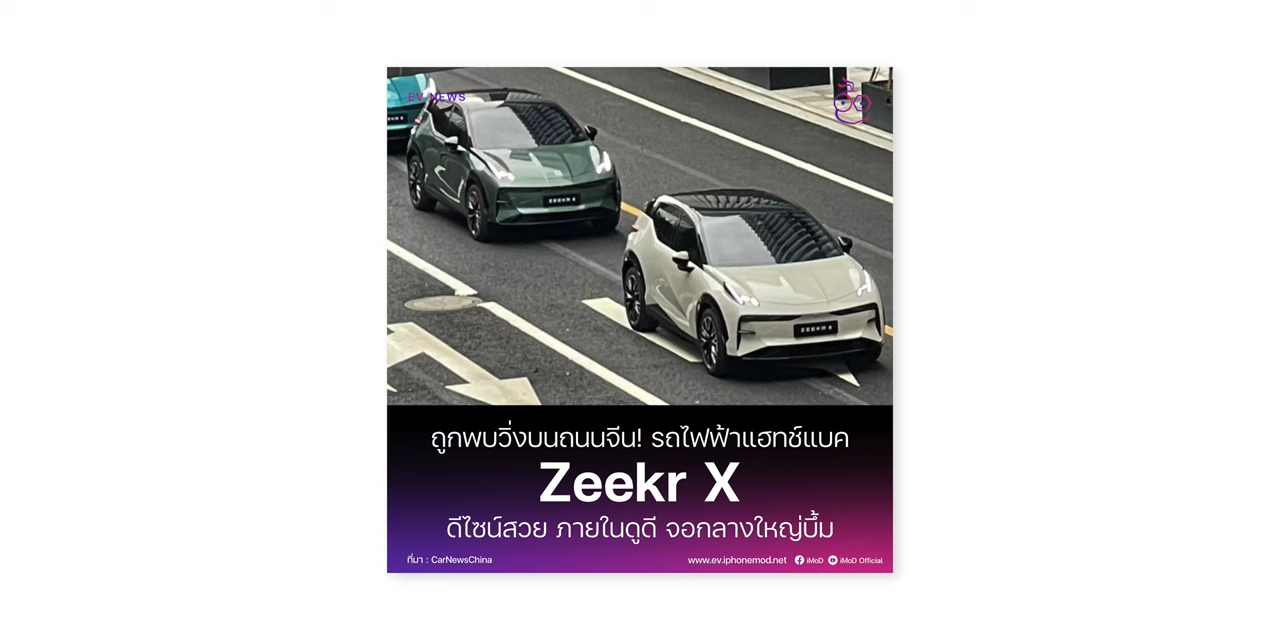 EV NEWS
ZEEKR X
ZEEKR X
ถูกพบวิ่งบนถนนจีน! รถไฟฟ้าแฮทช์แบค
Zeekr X
ดีไซน์สวย ภายในดูดี จอกลางใหญ่บึ้ม
ที่มา : CarNewsChina
www.ev.iphonemod.net iMoD iMoD Official